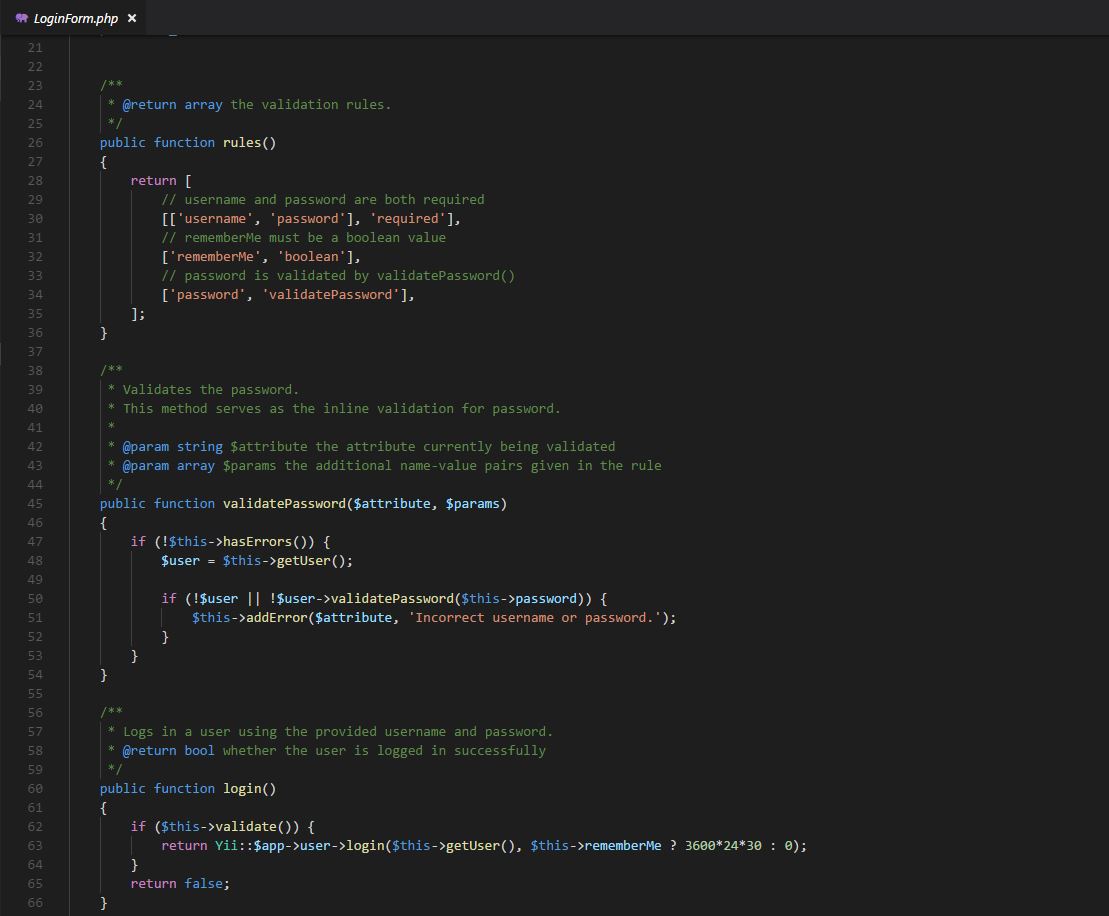 LoginForm.php ×
21
22
23 /**
24 * @return array the validation rules.
25 */
26 public function rules()
27 {
28 return [
29 // username and password are both required
30 [['username', 'password'], 'required'],
31 // rememberMe must be a boolean value
32 ['rememberMe', 'boolean'],
33 // password is validated by validatePassword()
34 ['password', 'validatePassword'],
35 ];
36 }
37
38 /**
39 * Validates the password.
40 * This method serves as the inline validation for password.
41 *
42 * @param string $attribute the attribute currently being validated
43 * @param array $params the additional name-value pairs given in the rule
44 */
45 public function validatePassword($attribute, $params)
46 {
47 if (!$this->hasErrors()) {
48 $user = $this->getUser();
49
50 if (!$user || !$user->validatePassword($this->password)) {
51 $this->addError($attribute, 'Incorrect username or password.');
52 }
53 }
54 }
55
56 /**
57 * Logs in a user using the provided username and password.
58 * @return bool whether the user is logged in successfully
59 */
60 public function login()
61 {
62 if ($this->validate()) {
63 return Yii::$app->user->login($this->getUser(), $this->rememberMe ? 3600*24*30 : 0);
64 }
65 return false;
66 }